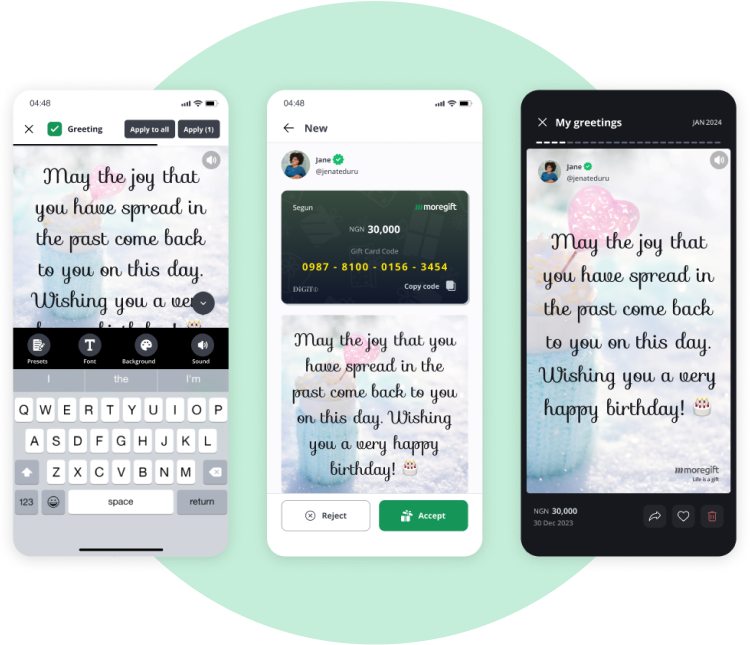 04:48
Greeting
Apply to all
Apply (1)
May the joy that
you have spread in
the past come back
to you on this day.
Wishing you a very
happy birthday!
Presets
Font
Background
Sound
I
the
I'm
Q W E R T Y U I O P
A S D F G H J K L
Z X C V B N M
123
space
return
04:48
New
Jane
@jenateduru
Segun
moregift
NGN 30,000
Gift Card Code
0987 - 8100 - 0156 - 3454
DIGIT
Copy code
May the joy that you
have spread in the
past come back to you
on this day. Wishing
you a very happy
birthday! 🎂
Reject
Accept
My greetings
JAN 2024
Jane
@jenateduru
May the joy that
you have spread in
the past come back
to you on this day.
Wishing you a very
happy birthday! 🎂
moregift
Life is a gift
NGN 30,000
30 Dec 2023